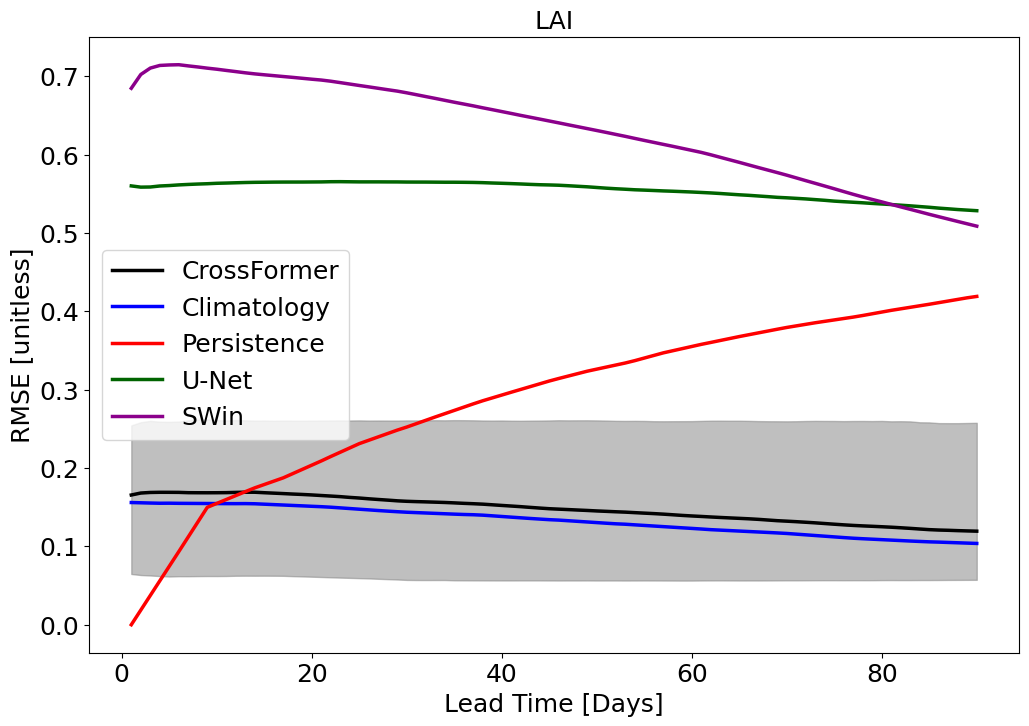 LAI
RMSE [unitless]
0.7
0.6
0.5
0.4
0.3
0.2
0.1
0.0
CrossFormer
Climatology
Persistence
U-Net
SWin
0 20 40 60 80
Lead Time [Days]